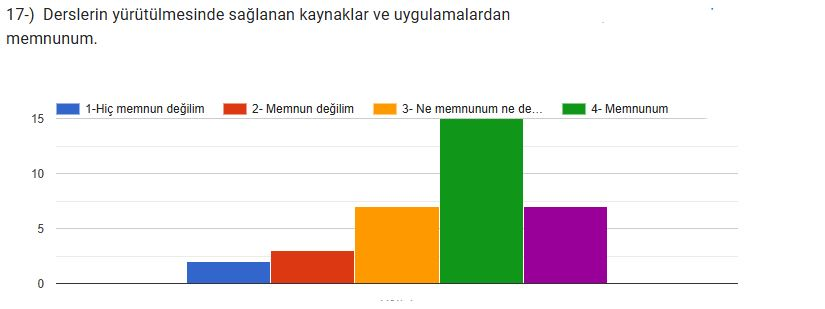 17-) Derslerin yürütülmesinde sağlanan kaynaklar ve uygulamalardan
memnunum.
1-Hiç memnun değilim 2- Memnun değilim 3- Ne memnunum ne de... 4- Memnunum
15
10
5
0